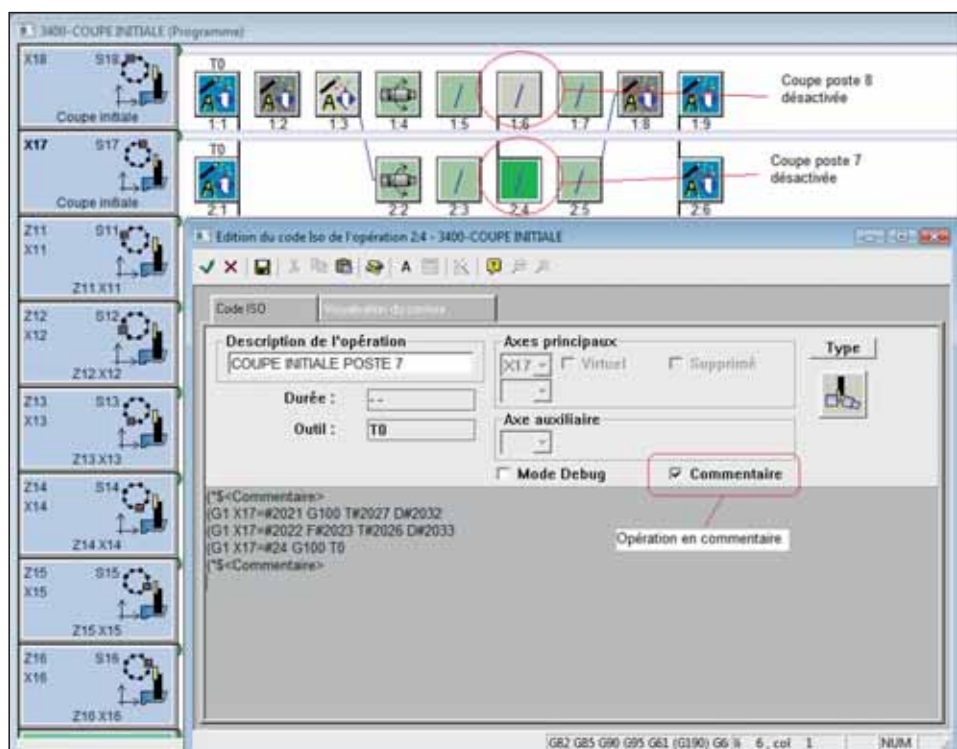 3400-COUPE INITIALE (Programme)
X18 S18
Coupe initiale
T0
1:1 1:2 1:3 1:4 1:5 1:6 1:7 1:8 1:9
Coupe poste 8
désactivée
X17 S17
Coupe initiale
T0
2:1 2:2 2:3 2:4 2:5 2:6
Coupe poste 7
désactivée
Z11 S11
X11
Z11 X11
Z12 S12
X12
Z12 X12
Z13 S13
X13
Z13 X13
Z14 S14
X14
Z14 X14
Z15 S15
X15
Z15 X15
Z16 S16
X16
Z16 X16
Edition du code Iso de l'opération 2:4 - 3400-COUPE INITIALE
Code ISO
Description de l'opération
COUPE INITIALE POSTE 7
Durée : --
Outil : T0
Axes principaux
X17 Virtuel Supprimé
Axe auxiliaire
Type
Mode Debug Commentaire
Opération en commentaire
(*$<Commentaire>
(G1 X17=#2021 G100 T#2027 D#2032
(G1 X17=#2022 F#2023 T#2026 D#2033
(G1 X17=#24 G100 T0
(*$<Commentaire>
G82 G85 G90 G95 G61 (G190) 6, col 1 NUM